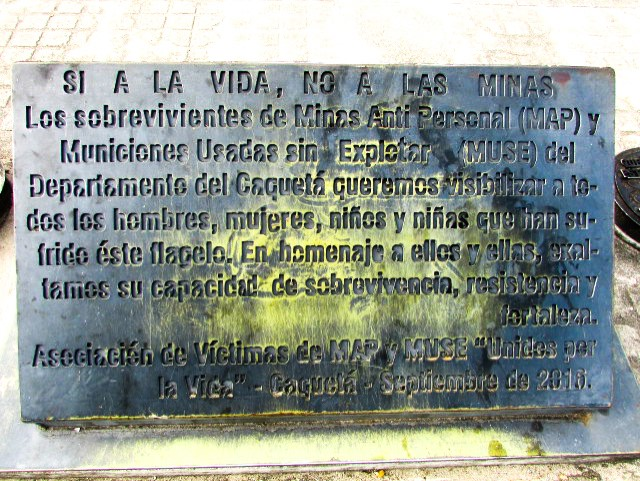 SI A LA VIDA, NO A LAS MINAS
Los sobrevivientes de Minas Anti Personal (MAP) y
Municiones Usadas sin Explotar (MUSE) del
Departamento del Caquetá queremos visibilizar a to-
dos los hombres, mujeres, niños y niñas que han su-
frido éste flagelo. En homenaje a ellos y ellas, exal-
tamos su capacidad de sobrevivencia, resistencia y
fortaleza.
Asociación de Víctimas de MAP y MUSE "Unidos por
la Vida" - Caquetá - Septiembre de 2015.